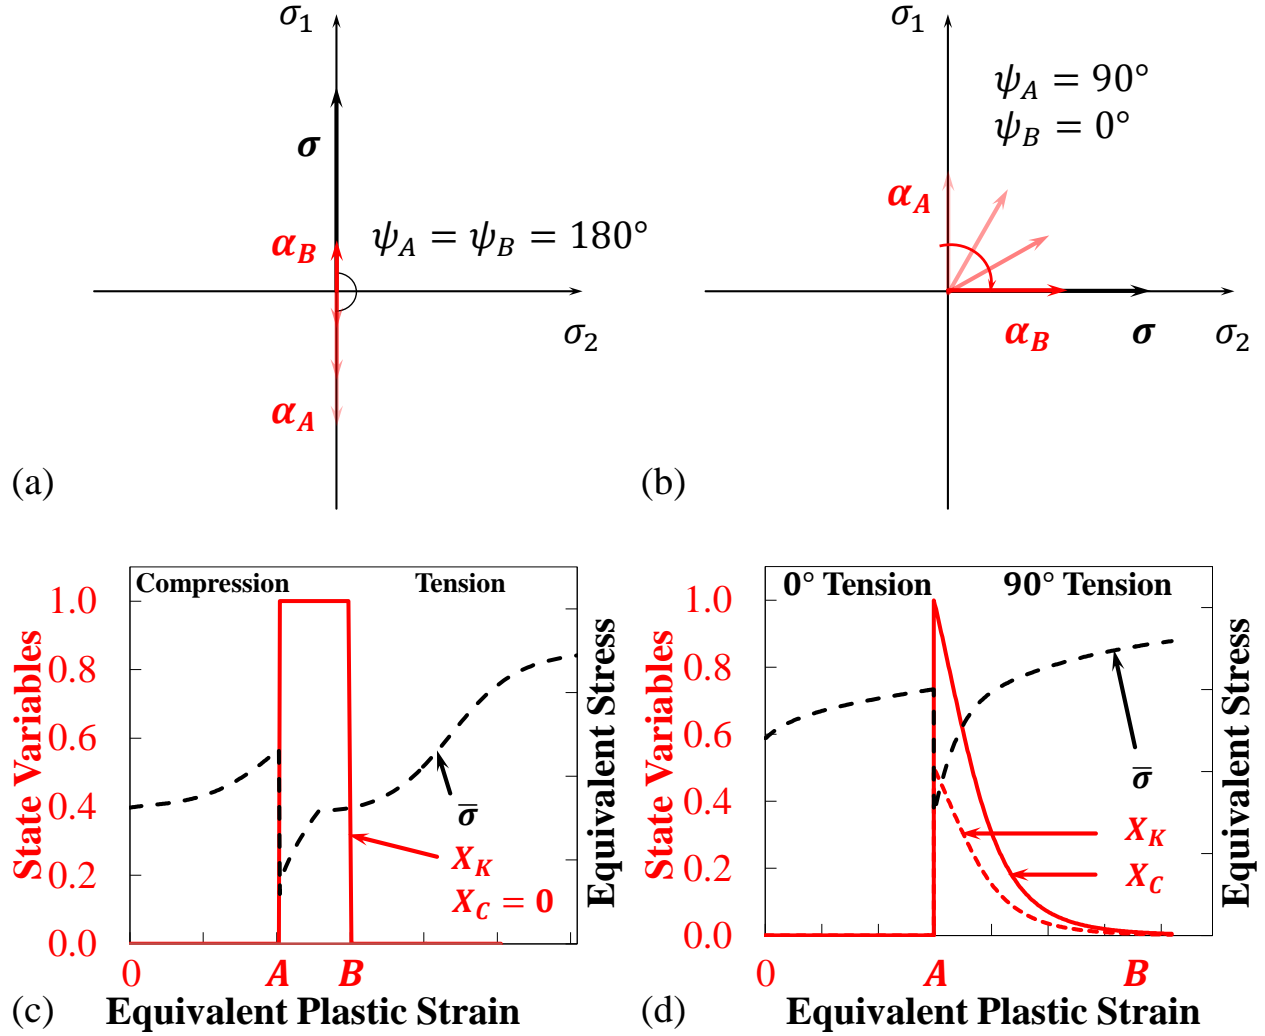 σ₁
σ
α_B
ψ_A = ψ_B = 180°
σ₂
α_A
(a)
σ₁
ψ_A = 90°
ψ_B = 0°
α_A
α_B
σ
σ₂
(b)
Compression
Tension
1.0
0.8
0.6
0.4
0.2
0.0
State Variables
Equivalent Stress
σ̅
X_K
X_C = 0
0
A
B
(c)
Equivalent Plastic Strain
0° Tension
90° Tension
1.0
0.8
0.6
0.4
0.2
0.0
State Variables
Equivalent Stress
σ̅
X_K
X_C
0
A
B
(d)
Equivalent Plastic Strain